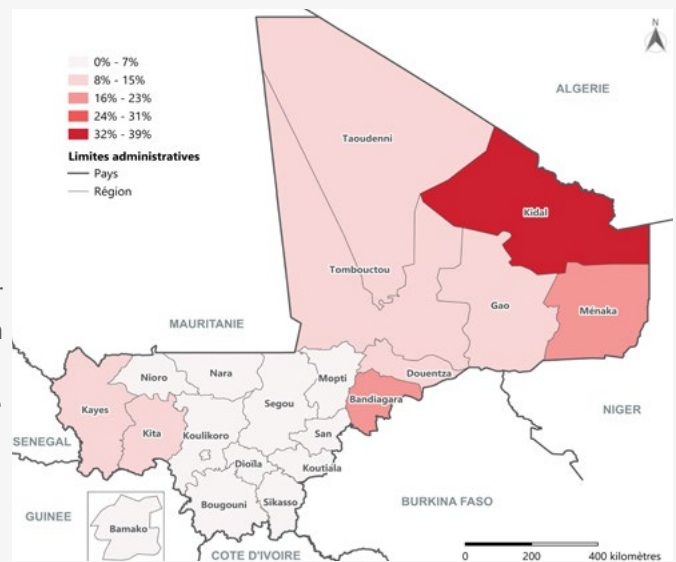 0% - 7%
8% - 15%
16% - 23%
24% - 31%
32% - 39%
Limites administratives
Pays
Région
N
ALGERIE
Taoudenni
Kidal
Tombouctou
Gao
Ménaka
MAURITANIE
Nioro
Nara
Mopti
Douentza
Kayes
Segou
Bandiagara
NIGER
Kita
Koulikoro
San
SENEGAL
Dioïla
Koutiala
Bougouni
Sikasso
BURKINA FASO
GUINEE
Bamako
COTE D'IVOIRE
0 200 400 kilomètres